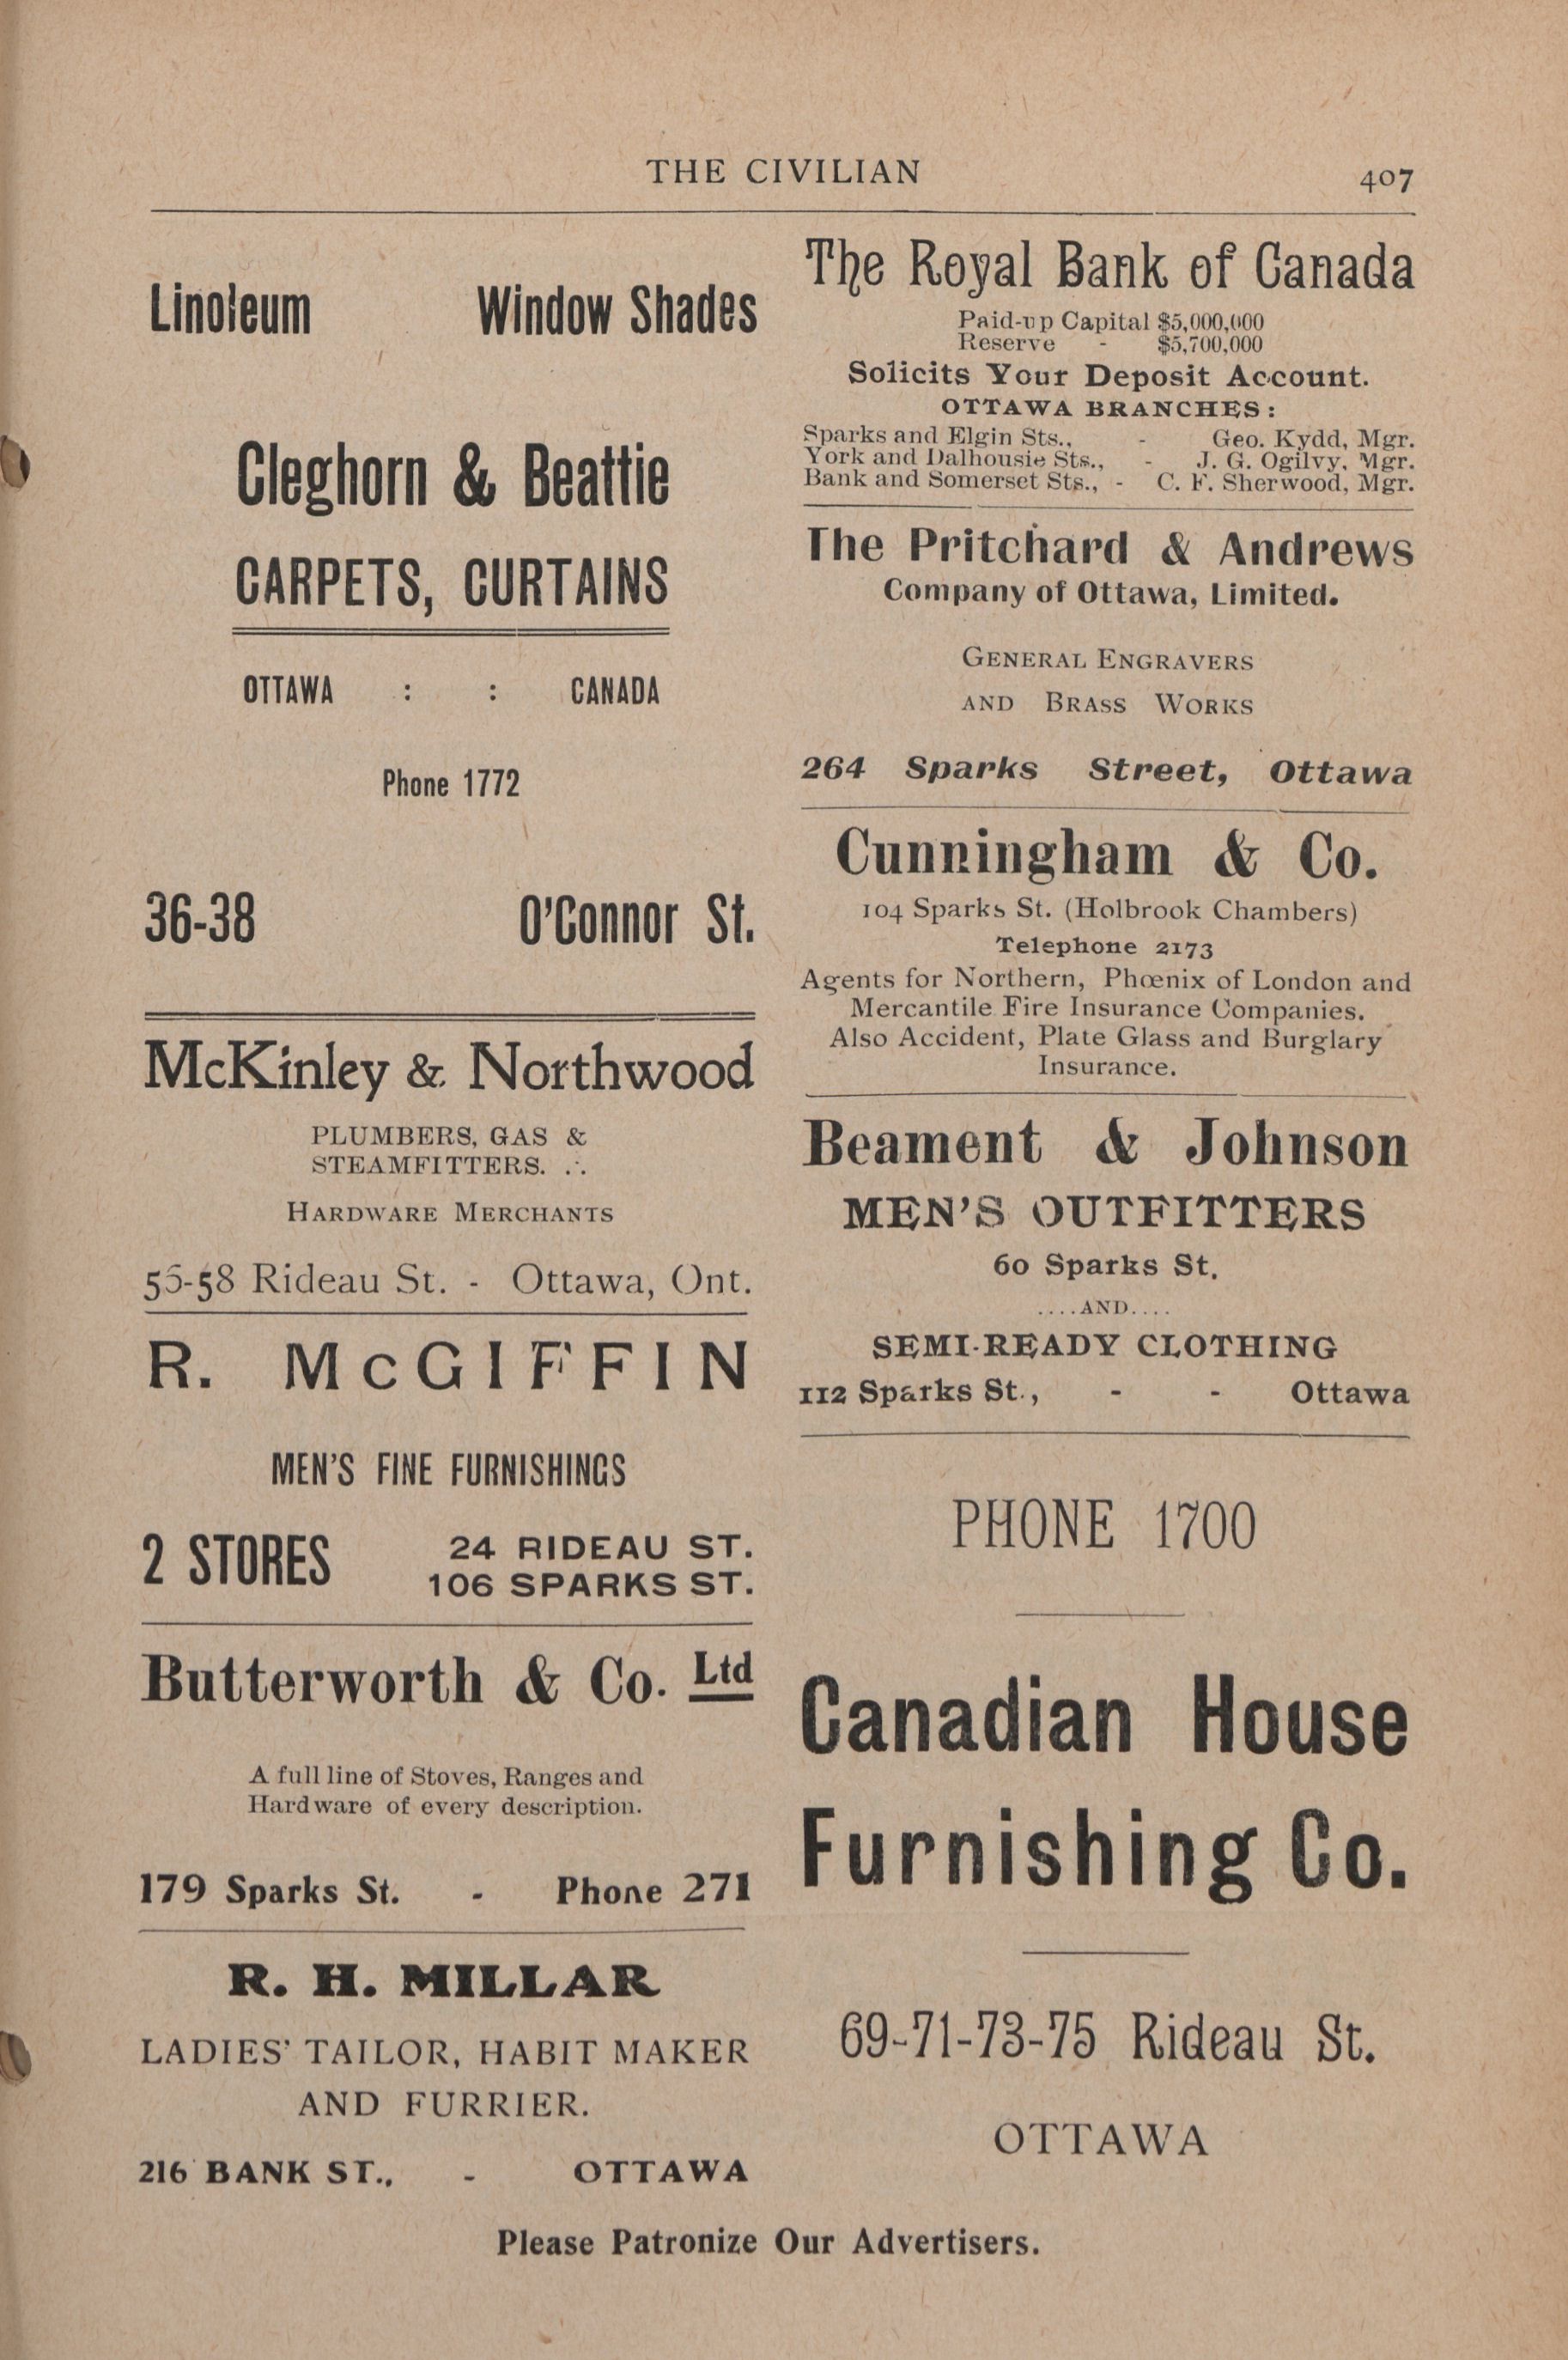 THE CIVILIAN 407
Linoleum Window Shades
Cleghorn & Beattie
CARPETS, CURTAINS
OTTAWA : : CANADA
Phone 1772
36-38 O'Connor St.
McKinley & Northwood
PLUMBERS, GAS &
STEAMFITTERS. .·.
HARDWARE MERCHANTS
55-58 Rideau St. - Ottawa, Ont.
R. McGIFFIN
MEN'S FINE FURNISHINGS
2 STORES 24 RIDEAU ST.
106 SPARKS ST.
Butterworth & Co. Ltd
A full line of Stoves, Ranges and
Hardware of every description.
179 Sparks St. - Phone 271
R. H. MILLAR
LADIES' TAILOR, HABIT MAKER
AND FURRIER.
216 BANK ST., - OTTAWA
The Royal Bank of Canada
Paid-up Capital $5,000,000
Reserve - $5,700,000
Solicits Your Deposit Account.
OTTAWA BRANCHES:
Sparks and Elgin Sts., - Geo. Kydd, Mgr.
York and Dalhousie Sts., - J. G. Ogilvy, Mgr.
Bank and Somerset Sts., - C. F. Sherwood, Mgr.
The Pritchard & Andrews
Company of Ottawa, Limited.
GENERAL ENGRAVERS
AND BRASS WORKS
264 Sparks Street, Ottawa
Cunningham & Co.
104 Sparks St. (Holbrook Chambers)
Telephone 2173
Agents for Northern, Phœnix of London and
Mercantile Fire Insurance Companies.
Also Accident, Plate Glass and Burglary
Insurance.
Beament & Johnson
MEN'S OUTFITTERS
60 Sparks St.
....AND....
SEMI-READY CLOTHING
112 Sparks St., - - Ottawa
PHONE 1700
Canadian House
Furnishing Co.
69-71-73-75 Rideau St.
OTTAWA
Please Patronize Our Advertisers.